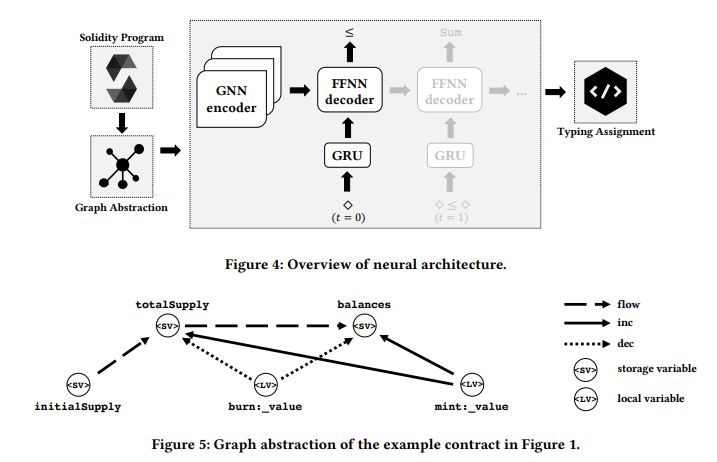 Solidity Program
Graph Abstraction
GNN
encoder
≤
FFNN
decoder
GRU
◇
(t = 0)
Sum
FFNN
decoder
GRU
◇ ≤ ◇
(t = 1)
...
</>
Typing Assignment
Figure 4: Overview of neural architecture.
totalSupply
<SV>
balances
<SV>
<SV>
initialSupply
<LV>
burn:_value
<LV>
mint:_value
flow
inc
dec
<SV> storage variable
<LV> local variable
Figure 5: Graph abstraction of the example contract in Figure 1.